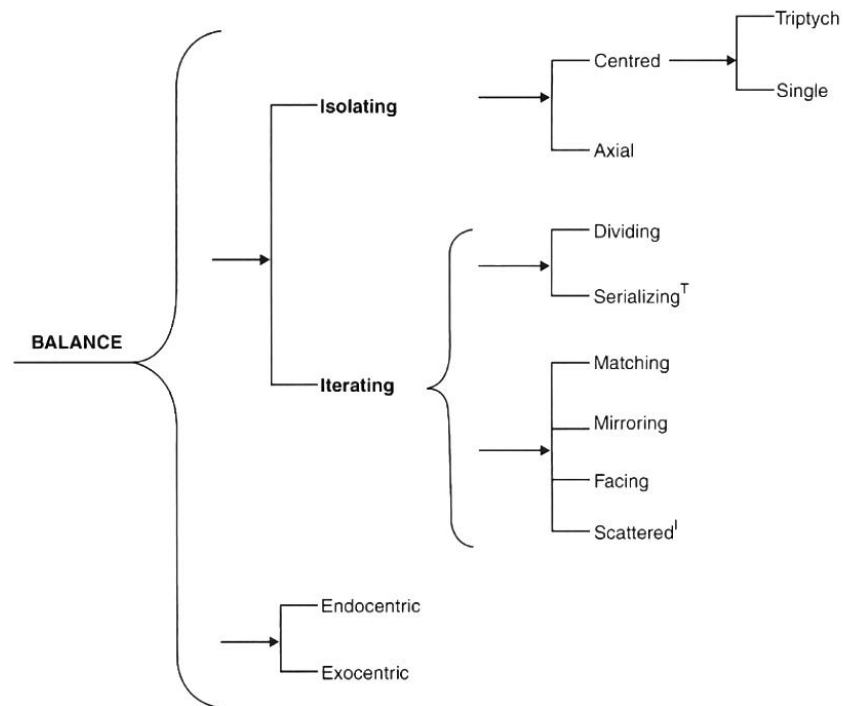 Triptych
Centred
Single
Isolating
Axial
Dividing
Serializing^T
BALANCE
Matching
Iterating
Mirroring
Facing
Scattered^I
Endocentric
Exocentric